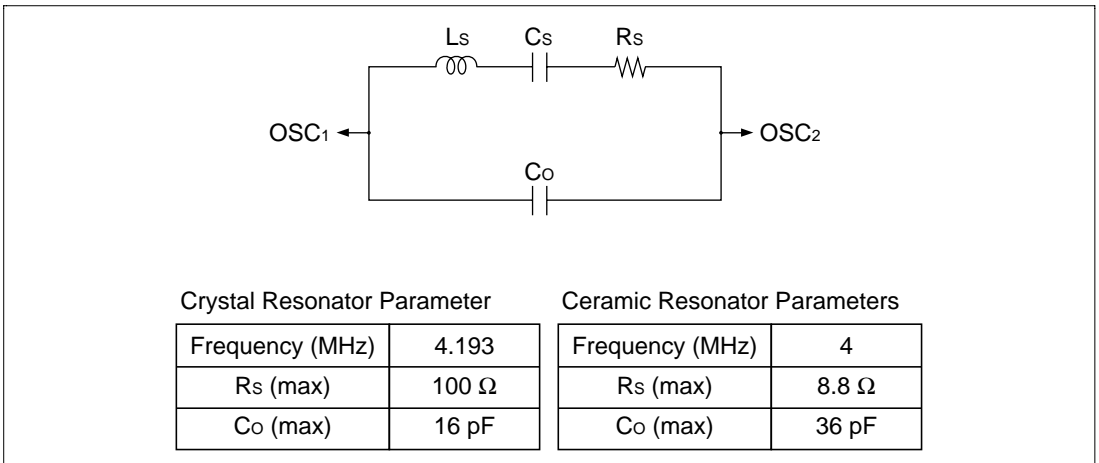 Ls Cs Rs
OSC1 OSC2
Co
Crystal Resonator Parameter
Frequency (MHz) 4.193
Rs (max) 100 Ω
Co (max) 16 pF
Ceramic Resonator Parameters
Frequency (MHz) 4
Rs (max) 8.8 Ω
Co (max) 36 pF